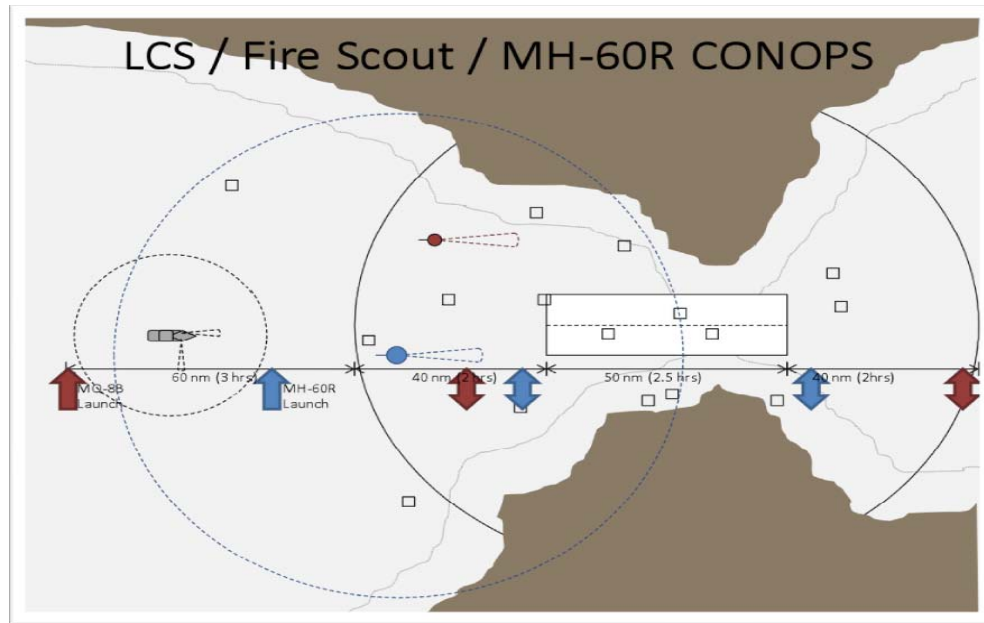 LCS / Fire Scout / MH-60R CONOPS
60 nm (3 hrs)
40 nm (2 hrs)
50 nm (2.5 hrs)
40 nm (2hrs)
MQ-8B
Launch
MH-60R
Launch